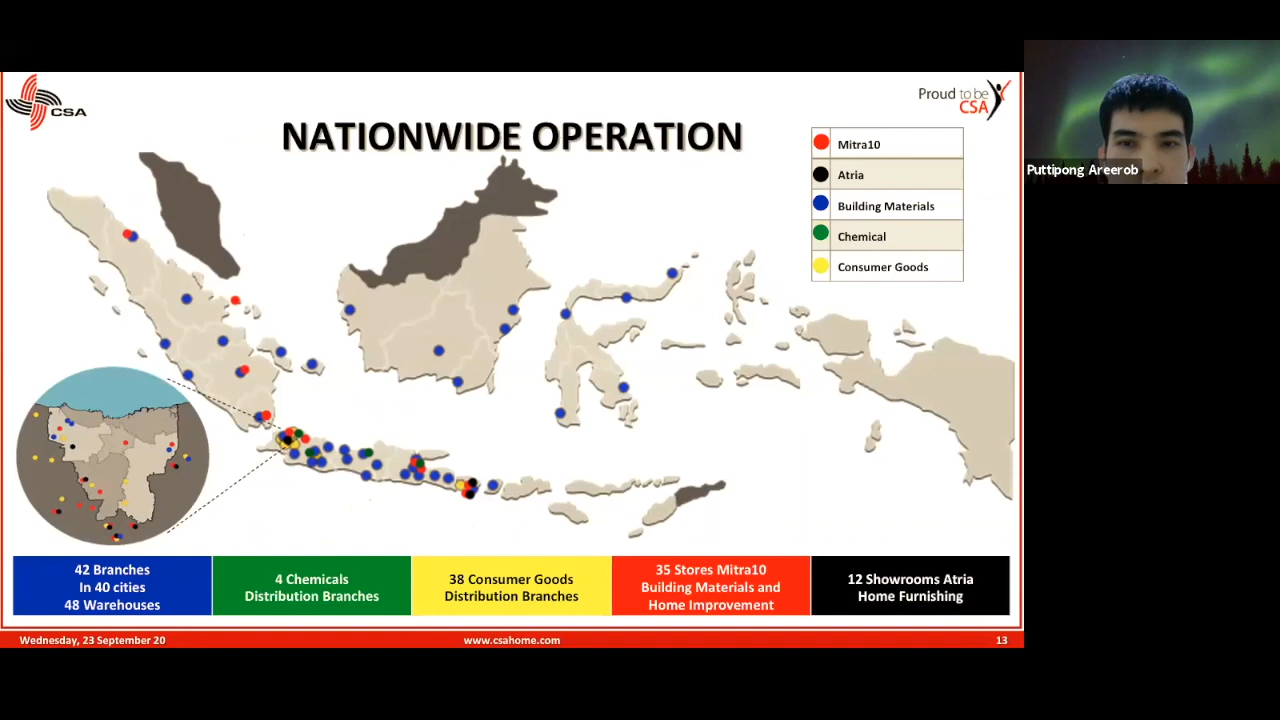 CSA
Proud to be
CSA
NATIONWIDE OPERATION
Mitra10
Atria
Building Materials
Chemical
Consumer Goods
Puttipong Areerob
42 Branches
In 40 cities
48 Warehouses
4 Chemicals
Distribution Branches
38 Consumer Goods
Distribution Branches
35 Stores Mitra10
Building Materials and
Home Improvement
12 Showrooms Atria
Home Furnishing
Wednesday, 23 September 20
www.csahome.com
13